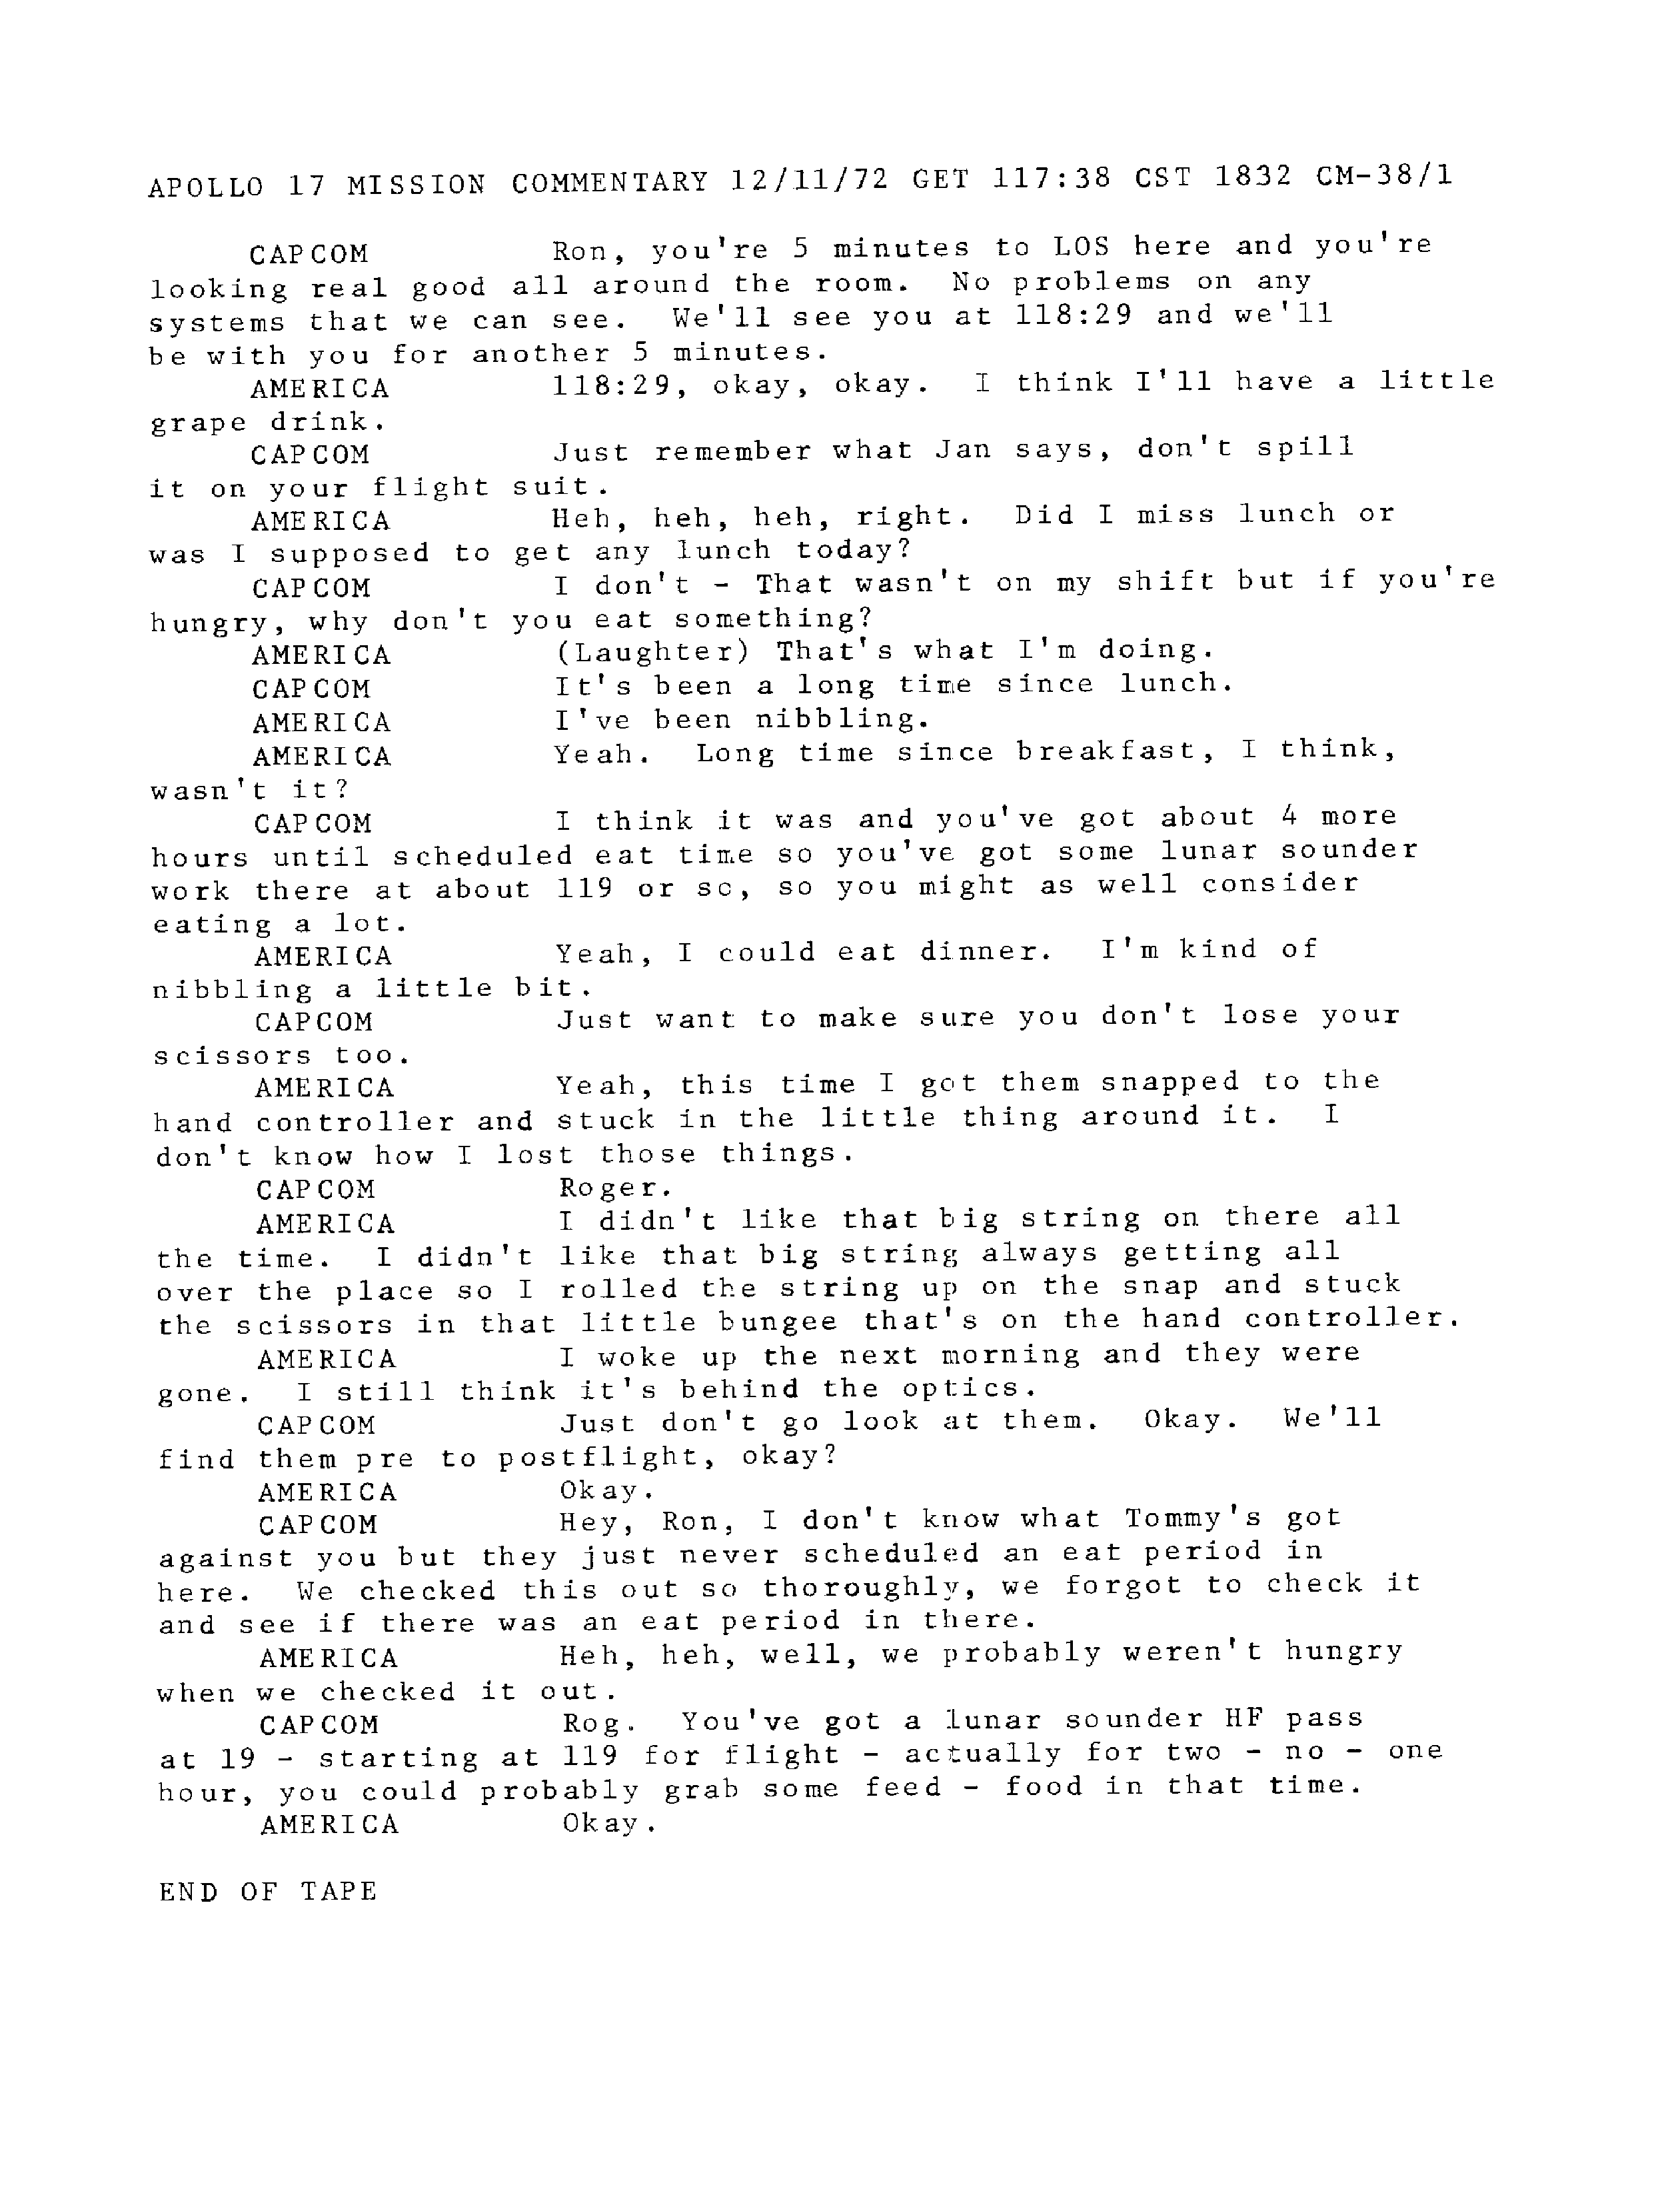 APOLLO 17 MISSION COMMENTARY 12/11/72 GET 117:38 CST 1832 CM-38/1
CAPCOM Ron, you're 5 minutes to LOS here and you're
looking real good all around the room. No problems on any
systems that we can see. We'll see you at 118:29 and we'll
be with you for another 5 minutes.
AMERICA 118:29, okay, okay. I think I'll have a little
grape drink.
CAPCOM Just remember what Jan says, don't spill
it on your flight suit.
AMERICA Heh, heh, heh, right. Did I miss lunch or
was I supposed to get any lunch today?
CAPCOM I don't - That wasn't on my shift but if you're
hungry, why don't you eat something?
AMERICA (Laughter) That's what I'm doing.
CAPCOM It's been a long time since lunch.
AMERICA I've been nibbling.
AMERICA Yeah. Long time since breakfast, I think,
wasn't it?
CAPCOM I think it was and you've got about 4 more
hours until scheduled eat time so you've got some lunar sounder
work there at about 119 or so, so you might as well consider
eating a lot.
AMERICA Yeah, I could eat dinner. I'm kind of
nibbling a little bit.
CAPCOM Just want to make sure you don't lose your
scissors too.
AMERICA Yeah, this time I got them snapped to the
hand controller and stuck in the little thing around it. I
don't know how I lost those things.
CAPCOM Roger.
AMERICA I didn't like that big string on there all
the time. I didn't like that big string always getting all
over the place so I rolled the string up on the snap and stuck
the scissors in that little bungee that's on the hand controller.
AMERICA I woke up the next morning and they were
gone. I still think it's behind the optics.
CAPCOM Just don't go look at them. Okay. We'll
find them pre to postflight, okay?
AMERICA Okay.
CAPCOM Hey, Ron, I don't know what Tommy's got
against you but they just never scheduled an eat period in
here. We checked this out so thoroughly, we forgot to check it
and see if there was an eat period in there.
AMERICA Heh, heh, well, we probably weren't hungry
when we checked it out.
CAPCOM Rog. You've got a lunar sounder HF pass
at 19 - starting at 119 for flight - actually for two - no - one
hour, you could probably grab some feed - food in that time.
AMERICA Okay.
END OF TAPE